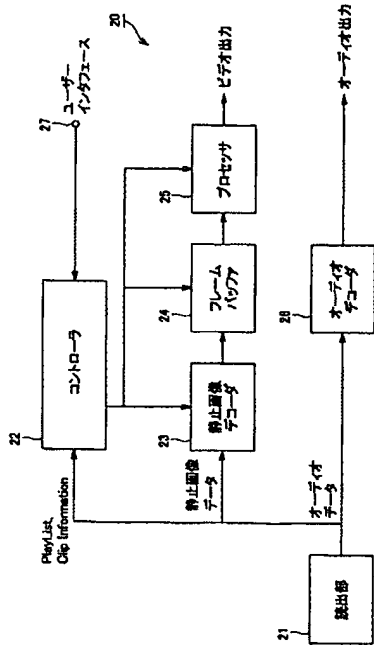 20
27
ユーザー
インタフェース
22
コントローラ
PlayList,
Clip Information
25
プロセッサ
ビデオ出力
24
フレーム
バッファ
23
静止画像
デコーダ
静止画像
データ
26
オーディオ
デコーダ
オーディオ出力
オーディオ
データ
21
読出部